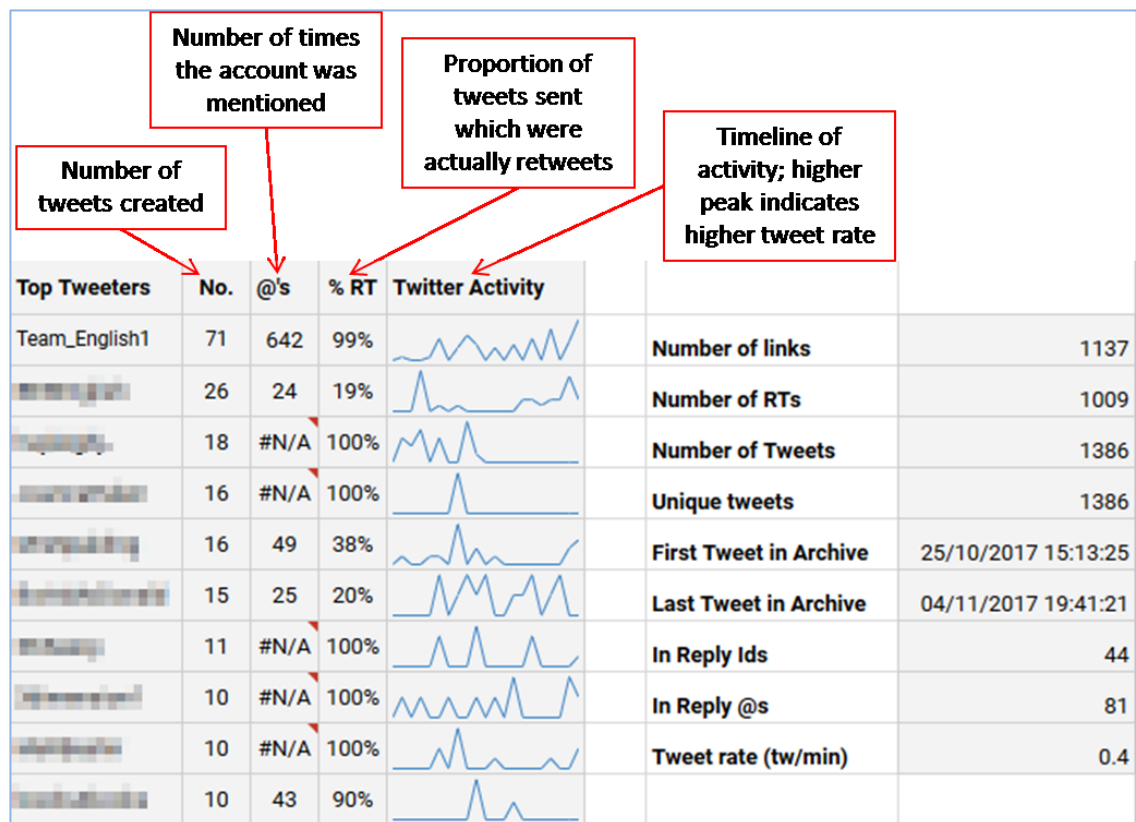 Number of times
the account was
mentioned
Proportion of
tweets sent
which were
actually retweets
Timeline of
activity; higher
peak indicates
higher tweet rate
Number of
tweets created
Top Tweeters No. @'s % RT Twitter Activity
Team_English1 71 642 99%
Number of links 1137
26 24 19%
Number of RTs 1009
18 #N/A 100%
Number of Tweets 1386
16 #N/A 100%
Unique tweets 1386
16 49 38%
First Tweet in Archive 25/10/2017 15:13:25
15 25 20%
Last Tweet in Archive 04/11/2017 19:41:21
11 #N/A 100%
In Reply Ids 44
10 #N/A 100%
In Reply @s 81
10 #N/A 100%
Tweet rate (tw/min) 0.4
10 43 90%